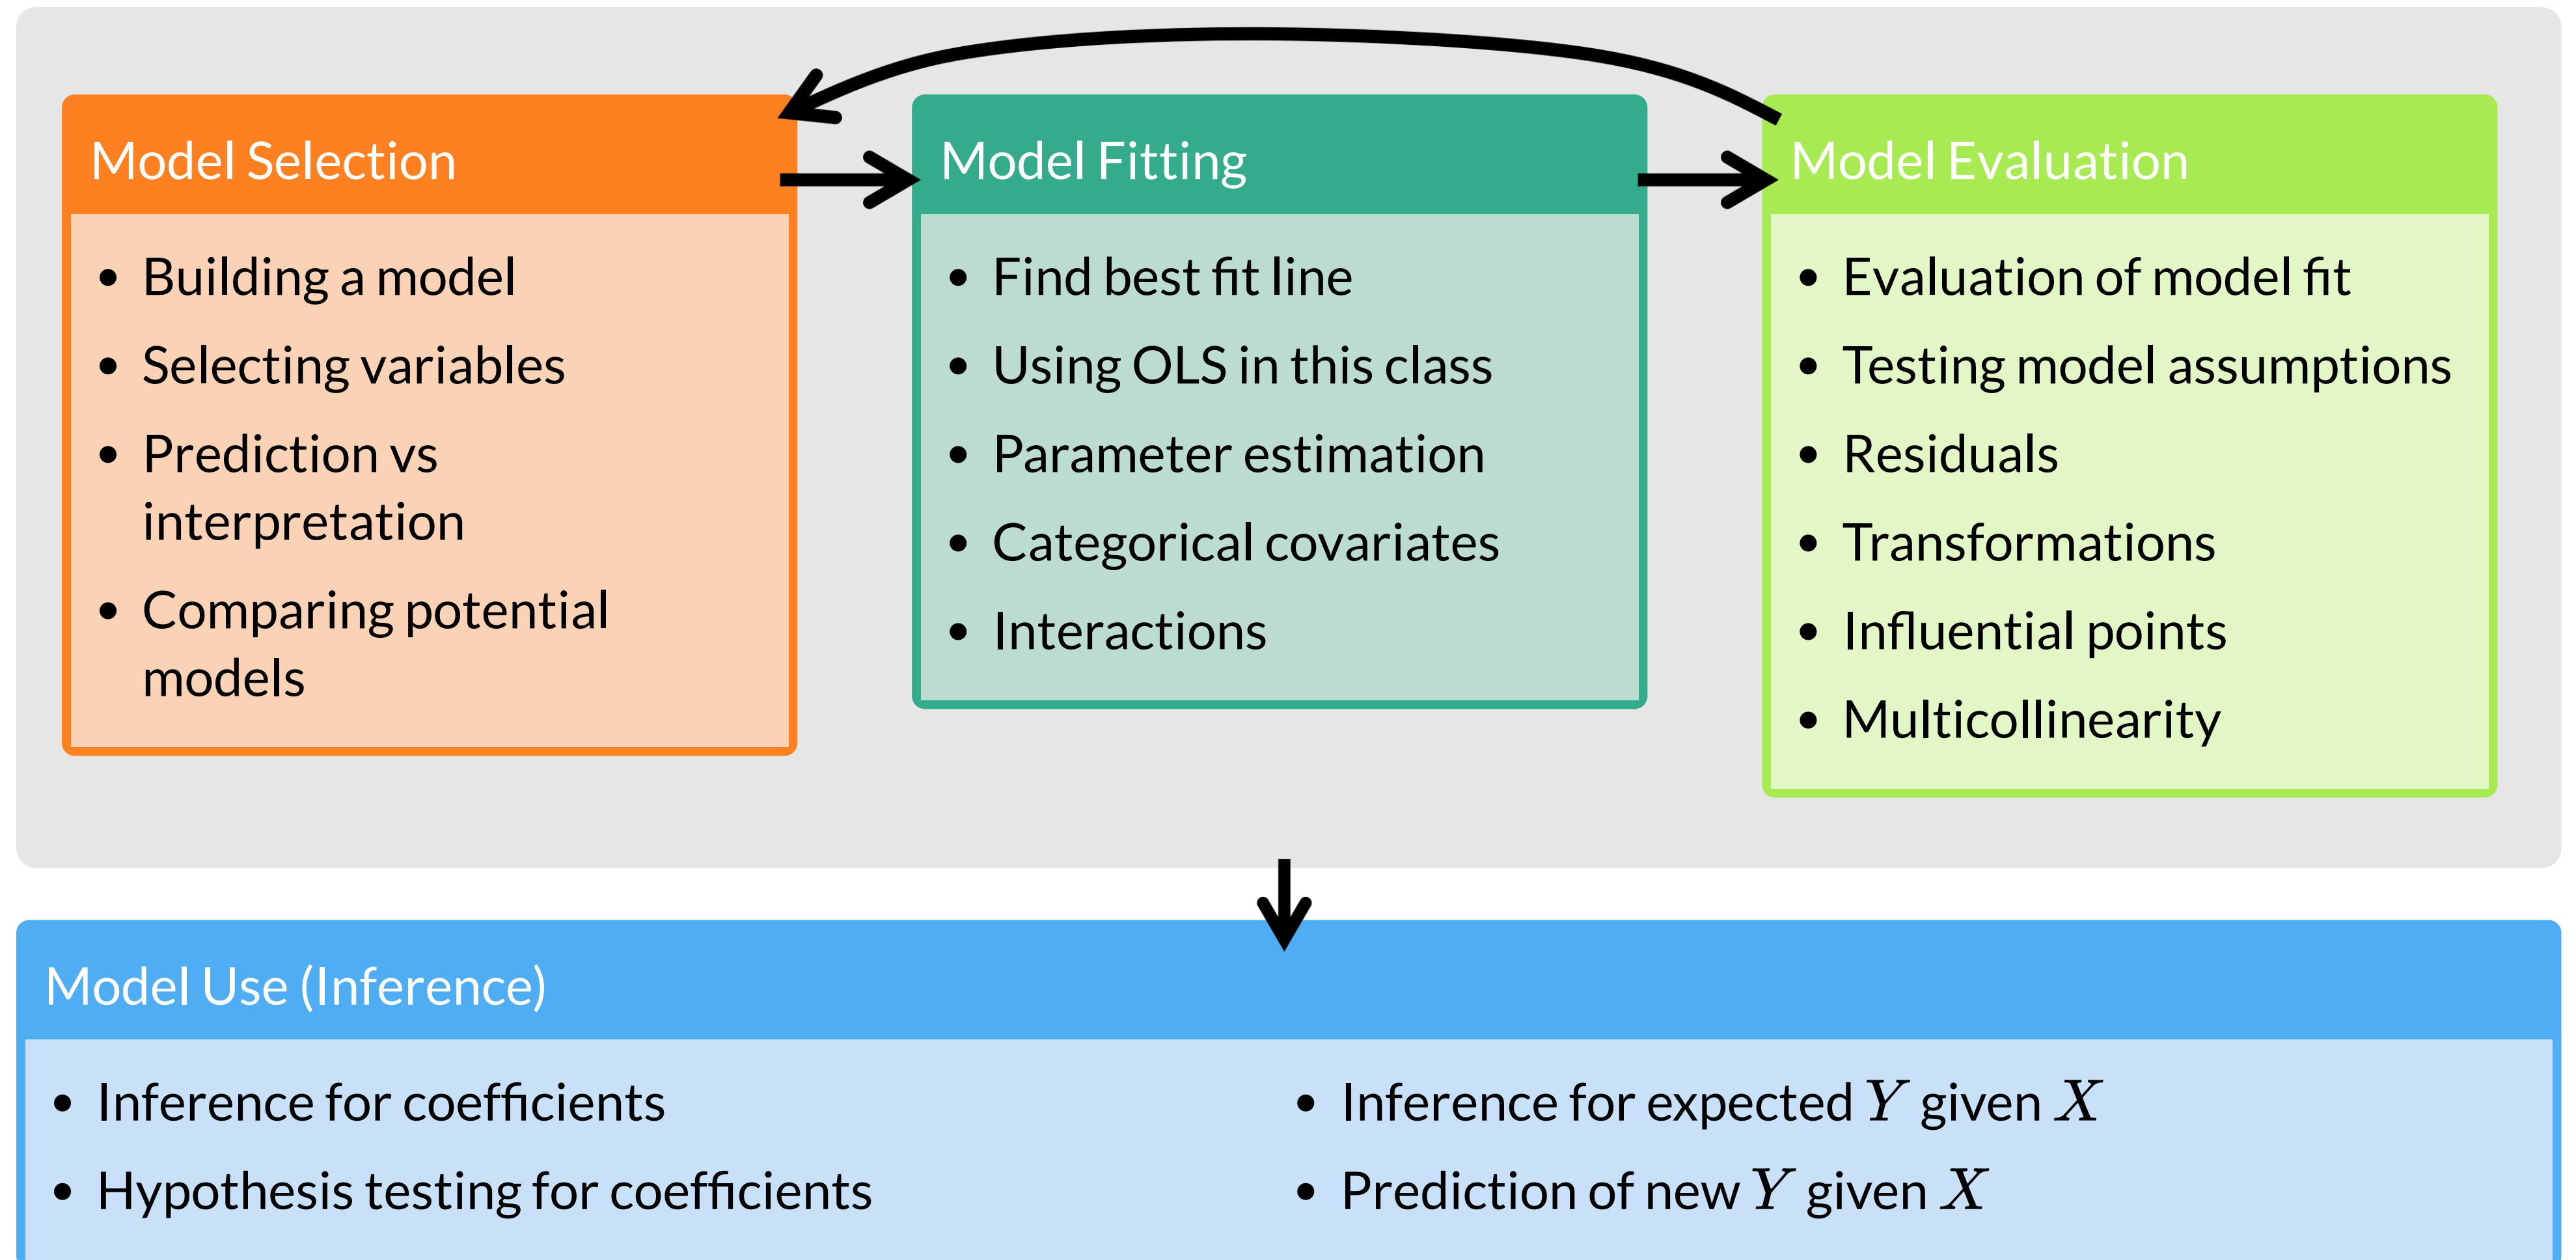 Model Selection
• Building a model
• Selecting variables
• Prediction vs
interpretation
• Comparing potential
models
Model Fitting
• Find best fit line
• Using OLS in this class
• Parameter estimation
• Categorical covariates
• Interactions
Model Evaluation
• Evaluation of model fit
• Testing model assumptions
• Residuals
• Transformations
• Influential points
• Multicollinearity
Model Use (Inference)
• Inference for coefficients
• Hypothesis testing for coefficients
• Inference for expected Y given X
• Prediction of new Y given X